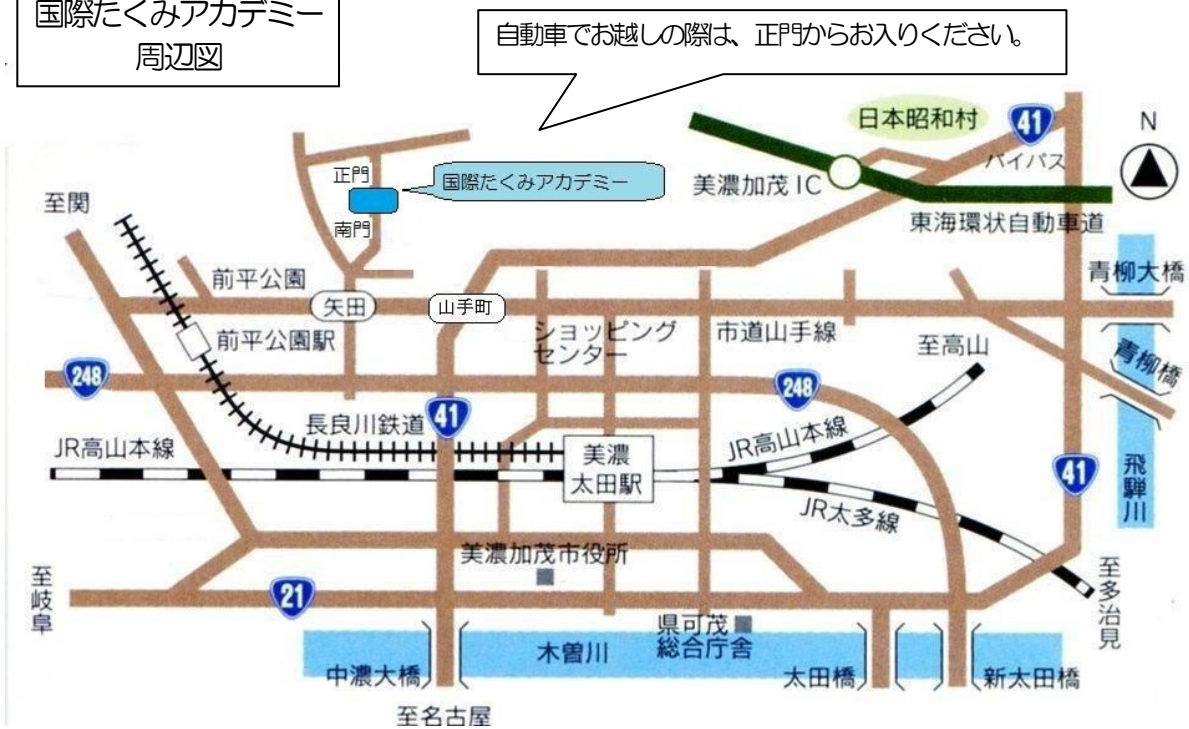 国際たくみアカデミー
周辺図
自動車でお越しの際は、正門からお入りください。
日本昭和村
41
N
バイパス
正門
国際たくみアカデミー
美濃加茂IC
至関
東海環状自動車道
南門
青柳大橋
前平公園
矢田
山手町
ショッピング
センター
市道山手線
前平公園駅
至高山
青柳橋
248
248
長良川鉄道
41
JR高山本線
JR高山本線
美濃
太田駅
41
飛騨川
JR太多線
美濃加茂市役所
至岐阜
21
至多治見
県可茂
総合庁舎
木曽川
中濃大橋
太田橋
新太田橋
至名古屋